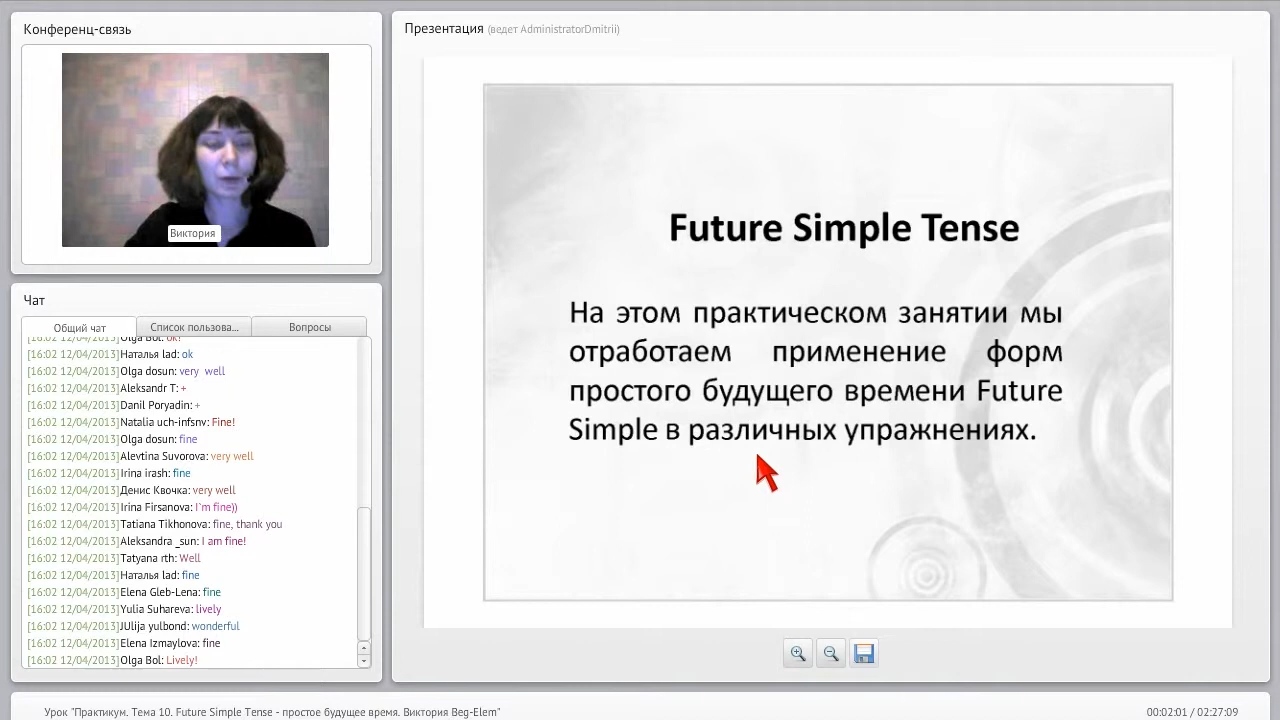 Конференц-связь
Виктория
Чат
Общий чат
Список пользова...
Вопросы
[16:02 12/04/2013]Olga Bol: ok!
[16:02 12/04/2013]Наталья lad: ok
[16:02 12/04/2013]Olga dosun: very well
[16:02 12/04/2013]Aleksandr T: +
[16:02 12/04/2013]Danil Poryadin: +
[16:02 12/04/2013]Natalia uch-infsnv: Fine!
[16:02 12/04/2013]Olga dosun: fine
[16:02 12/04/2013]Alevtina Suvorova: very well
[16:02 12/04/2013]Irina irash: fine
[16:02 12/04/2013]Денис Квочка: very well
[16:02 12/04/2013]Irina Firsanova: I`m fine))
[16:02 12/04/2013]Tatiana Tikhonova: fine, thank you
[16:02 12/04/2013]Aleksandra _sun: I am fine!
[16:02 12/04/2013]Tatyana rth: Well
[16:02 12/04/2013]Наталья lad: fine
[16:02 12/04/2013]Elena Gleb-Lena: fine
[16:02 12/04/2013]Yulia Suhareva: lively
[16:02 12/04/2013]JUlija yulbond: wonderful
[16:02 12/04/2013]Elena Izmaylova: fine
[16:02 12/04/2013]Olga Bol: Lively!
Презентация (ведет AdministratorDmitrii)
Future Simple Tense
На этом практическом занятии мы
отработаем применение форм
простого будущего времени Future
Simple в различных упражнениях.
Урок "Практикум. Тема 10. Future Simple Tense - простое будущее время. Виктория Beg-Elem"
00:02:01 / 02:27:09